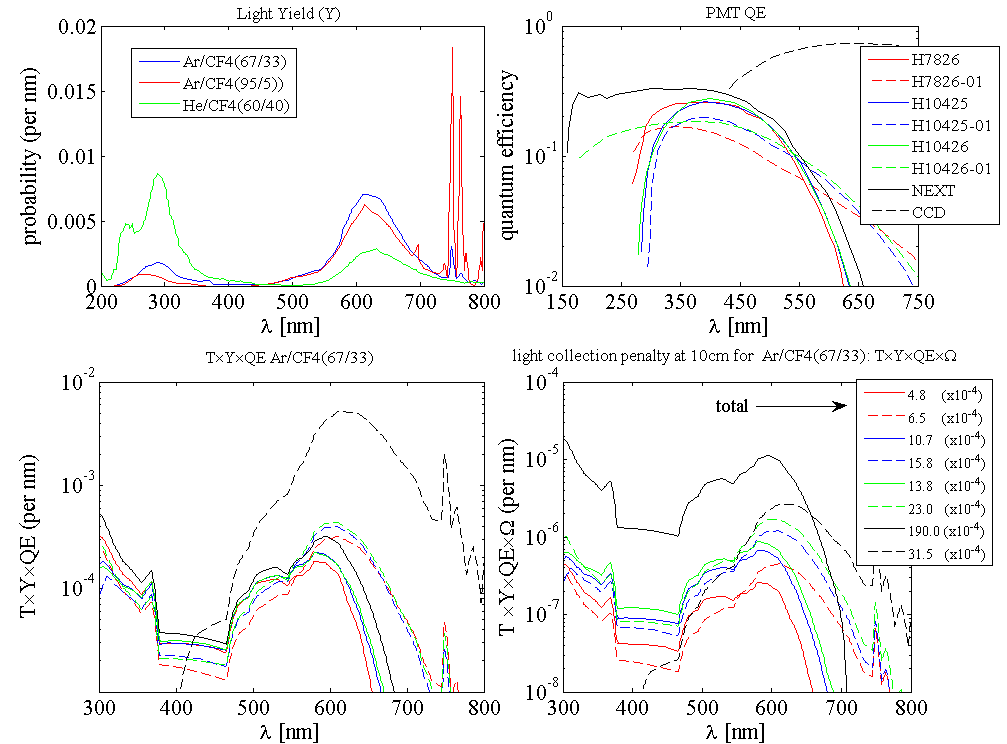 Light Yield (Y)
0.02
0.015
0.01
0.005
0
probability (per nm)
Ar/CF4(67/33)
Ar/CF4(95/5))
He/CF4(60/40)
200 300 400 500 600 700 800
λ [nm]
PMT QE
10^0
10^-1
10^-2
quantum efficiency
H7826
H7826-01
H10425
H10425-01
H10426
H10426-01
NEXT
CCD
150 250 350 450 550 650 750
λ [nm]
T×Y×QE Ar/CF4(67/33)
10^-2
10^-3
10^-4
T×Y×QE (per nm)
300 400 500 600 700 800
λ [nm]
light collection penalty at 10cm for Ar/CF4(67/33): T×Y×QE×Ω
10^-4
10^-5
10^-6
10^-7
10^-8
T×Y×QE×Ω (per nm)
total
4.8 (x10^-4)
6.5 (x10^-4)
10.7 (x10^-4)
15.8 (x10^-4)
13.8 (x10^-4)
23.0 (x10^-4)
190.0 (x10^-4)
31.5 (x10^-4)
300 400 500 600 700 800
λ [nm]